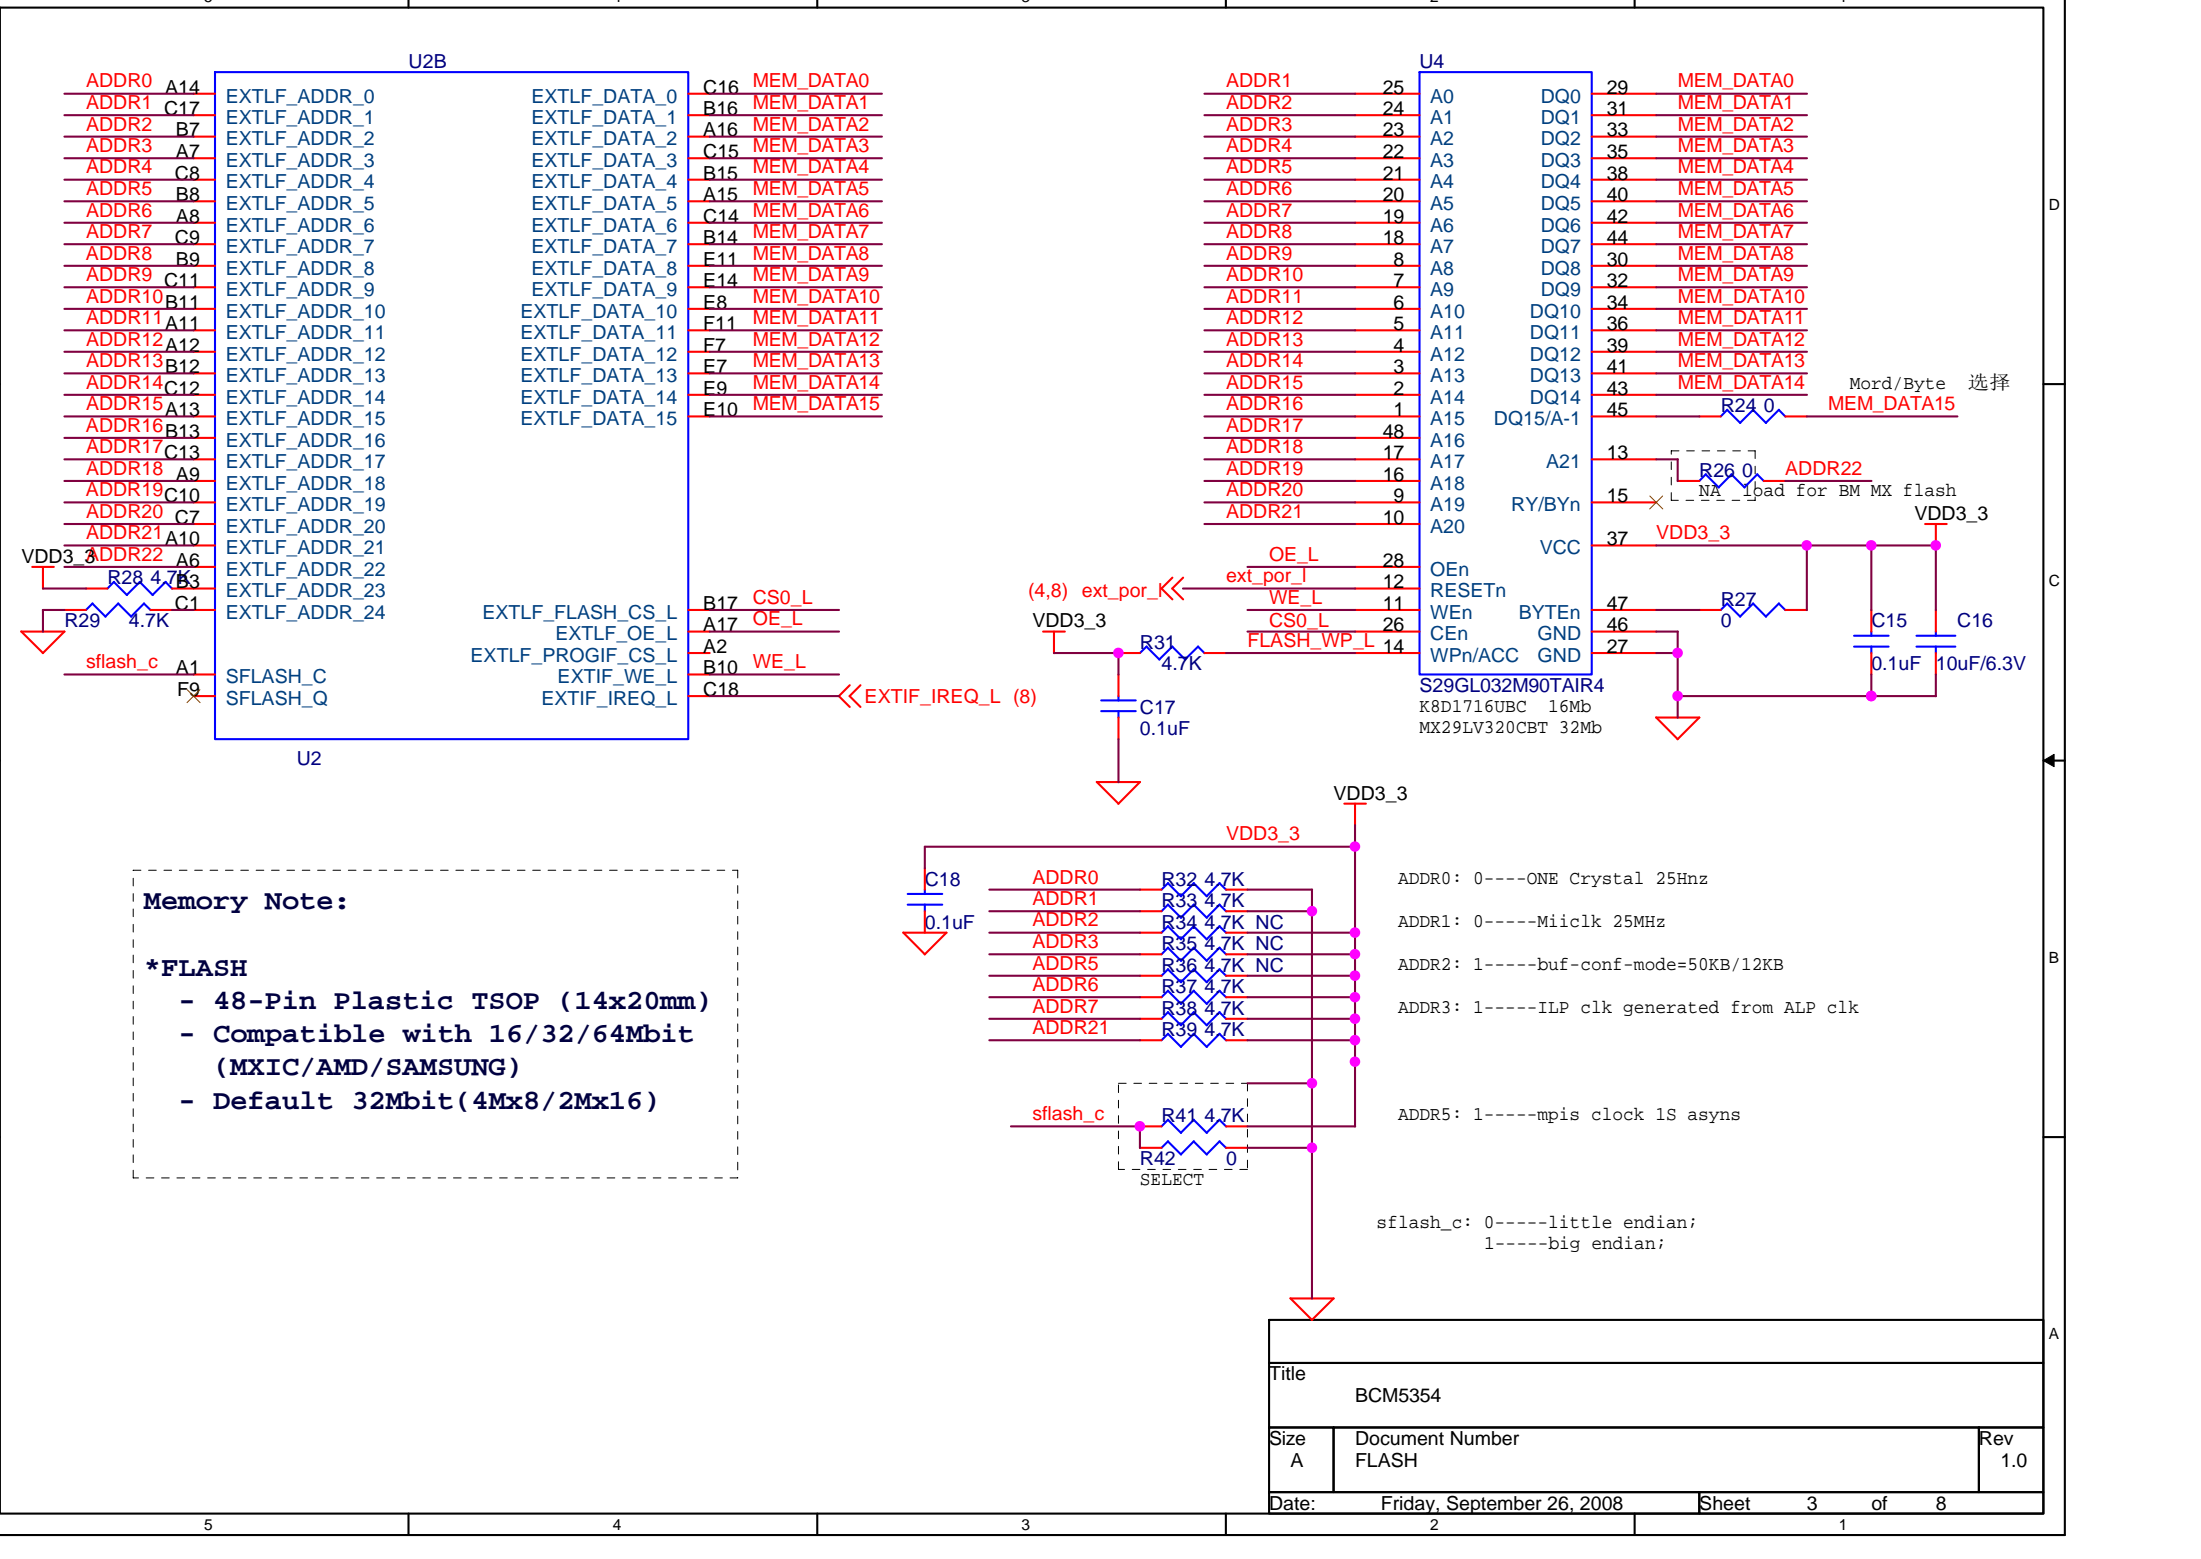 U2B
ADDR0 A14 EXTLF_ADDR_0 EXTLF_DATA_0 C16 MEM_DATA0
ADDR1 C17 EXTLF_ADDR_1 EXTLF_DATA_1 B16 MEM_DATA1
ADDR2 B7 EXTLF_ADDR_2 EXTLF_DATA_2 A16 MEM_DATA2
ADDR3 A7 EXTLF_ADDR_3 EXTLF_DATA_3 C15 MEM_DATA3
ADDR4 C8 EXTLF_ADDR_4 EXTLF_DATA_4 B15 MEM_DATA4
ADDR5 B8 EXTLF_ADDR_5 EXTLF_DATA_5 A15 MEM_DATA5
ADDR6 A8 EXTLF_ADDR_6 EXTLF_DATA_6 C14 MEM_DATA6
ADDR7 C9 EXTLF_ADDR_7 EXTLF_DATA_7 B14 MEM_DATA7
ADDR8 B9 EXTLF_ADDR_8 EXTLF_DATA_8 E11 MEM_DATA8
ADDR9 C11 EXTLF_ADDR_9 EXTLF_DATA_9 E14 MEM_DATA9
ADDR10 B11 EXTLF_ADDR_10 EXTLF_DATA_10 E8 MEM_DATA10
ADDR11 A11 EXTLF_ADDR_11 EXTLF_DATA_11 F11 MEM_DATA11
ADDR12 A12 EXTLF_ADDR_12 EXTLF_DATA_12 F7 MEM_DATA12
ADDR13 B12 EXTLF_ADDR_13 EXTLF_DATA_13 E7 MEM_DATA13
ADDR14 C12 EXTLF_ADDR_14 EXTLF_DATA_14 E9 MEM_DATA14
ADDR15 A13 EXTLF_ADDR_15 EXTLF_DATA_15 E10 MEM_DATA15
ADDR16 B13 EXTLF_ADDR_16
ADDR17 C13 EXTLF_ADDR_17
ADDR18 A9 EXTLF_ADDR_18
ADDR19 C10 EXTLF_ADDR_19
ADDR20 C7 EXTLF_ADDR_20
ADDR21 A10 EXTLF_ADDR_21
VDD3_3 ADDR22 A6 EXTLF_ADDR_22
R28 4.7K B3 EXTLF_ADDR_23
R29 4.7K C1 EXTLF_ADDR_24 EXTLF_FLASH_CS_L B17 CS0_L
EXTLF_OE_L A17 OE_L
EXTLF_PROGIF_CS_L A2
sflash_c A1 SFLASH_C EXTIF_WE_L B10 WE_L
F9 SFLASH_Q EXTIF_IREQ_L C18 EXTIF_IREQ_L (8)
U2
U4
ADDR1 25 A0 DQ0 29 MEM_DATA0
ADDR2 24 A1 DQ1 31 MEM_DATA1
ADDR3 23 A2 DQ2 33 MEM_DATA2
ADDR4 22 A3 DQ3 35 MEM_DATA3
ADDR5 21 A4 DQ4 38 MEM_DATA4
ADDR6 20 A5 DQ5 40 MEM_DATA5
ADDR7 19 A6 DQ6 42 MEM_DATA6
ADDR8 18 A7 DQ7 44 MEM_DATA7
ADDR9 8 A8 DQ8 30 MEM_DATA8
ADDR10 7 A9 DQ9 32 MEM_DATA9
ADDR11 6 A10 DQ10 34 MEM_DATA10
ADDR12 5 A11 DQ11 36 MEM_DATA11
ADDR13 4 A12 DQ12 39 MEM_DATA12
ADDR14 3 A13 DQ13 41 MEM_DATA13
ADDR15 2 A14 DQ14 43 MEM_DATA14 Mord/Byte 选择
ADDR16 1 A15 DQ15/A-1 45 R24 0 MEM_DATA15
ADDR17 48 A16
ADDR18 17 A17 A21 13 R26 0 ADDR22
ADDR19 16 A18 NA load for BM MX flash
ADDR20 9 A19 RY/BYn 15
ADDR21 10 A20 VDD3_3
VCC 37 VDD3_3
OE_L 28 OEn
(4,8) ext_por_l ext_por_l 12 RESETn
WE_L 11 WEn BYTEn 47 R27 0
CS0_L 26 CEn GND 46 C15 C16
VDD3_3 R31 4.7K FLASH_WP_L 14 WPn/ACC GND 27 0.1uF 10uF/6.3V
S29GL032M90TAIR4
K8D1716UBC 16Mb
MX29LV320CBT 32Mb
C17
0.1uF
VDD3_3
VDD3_3
C18
0.1uF
ADDR0 R32 4.7K
ADDR1 R33 4.7K
ADDR2 R34 4.7K NC
ADDR3 R35 4.7K NC
ADDR5 R36 4.7K NC
ADDR6 R37 4.7K
ADDR7 R38 4.7K
ADDR21 R39 4.7K
sflash_c R41 4.7K
R42 0
SELECT
ADDR0: 0----ONE Crystal 25Hnz
ADDR1: 0-----Miiclk 25MHz
ADDR2: 1-----buf-conf-mode=50KB/12KB
ADDR3: 1-----ILP clk generated from ALP clk
ADDR5: 1-----mpis clock 1S asyns
sflash_c: 0-----little endian;
1-----big endian;
Memory Note:
*FLASH
- 48-Pin Plastic TSOP (14x20mm)
- Compatible with 16/32/64Mbit
(MXIC/AMD/SAMSUNG)
- Default 32Mbit(4Mx8/2Mx16)
D
C
B
A
Title
BCM5354
Size Document Number Rev
A FLASH 1.0
Date: Friday, September 26, 2008 Sheet 3 of 8
5 4 3 2 1